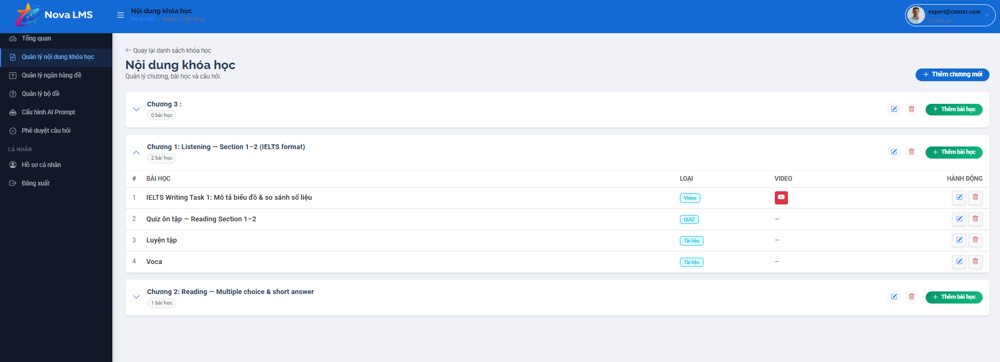 Nova LMS
Nội dung khóa học
Nova LMS > Expert / Nội dung
expert@center.com
Chuyên gia
Tổng quan
Quản lý nội dung khóa học
Quản lý ngân hàng đề
Quản lý bộ đề
Cấu hình AI Prompt
Phê duyệt câu hỏi
CÁ NHÂN
Hồ sơ cá nhân
Đăng xuất
← Quay lại danh sách khóa học
Nội dung khóa học
Quản lý chương, bài học và câu hỏi.
+ Thêm chương mới
Chương 3 :
0 bài học
+ Thêm bài học
Chương 1: Listening — Section 1–2 (IELTS format)
2 bài học
+ Thêm bài học
# BÀI HỌC LOẠI VIDEO HÀNH ĐỘNG
1 IELTS Writing Task 1: Mô tả biểu đồ & so sánh số liệu Video
2 Quiz ôn tập — Reading Section 1–2 QUIZ —
3 Luyện tập Tài liệu —
4 Voca Tài liệu —
Chương 2: Reading — Multiple choice & short answer
1 bài học
+ Thêm bài học